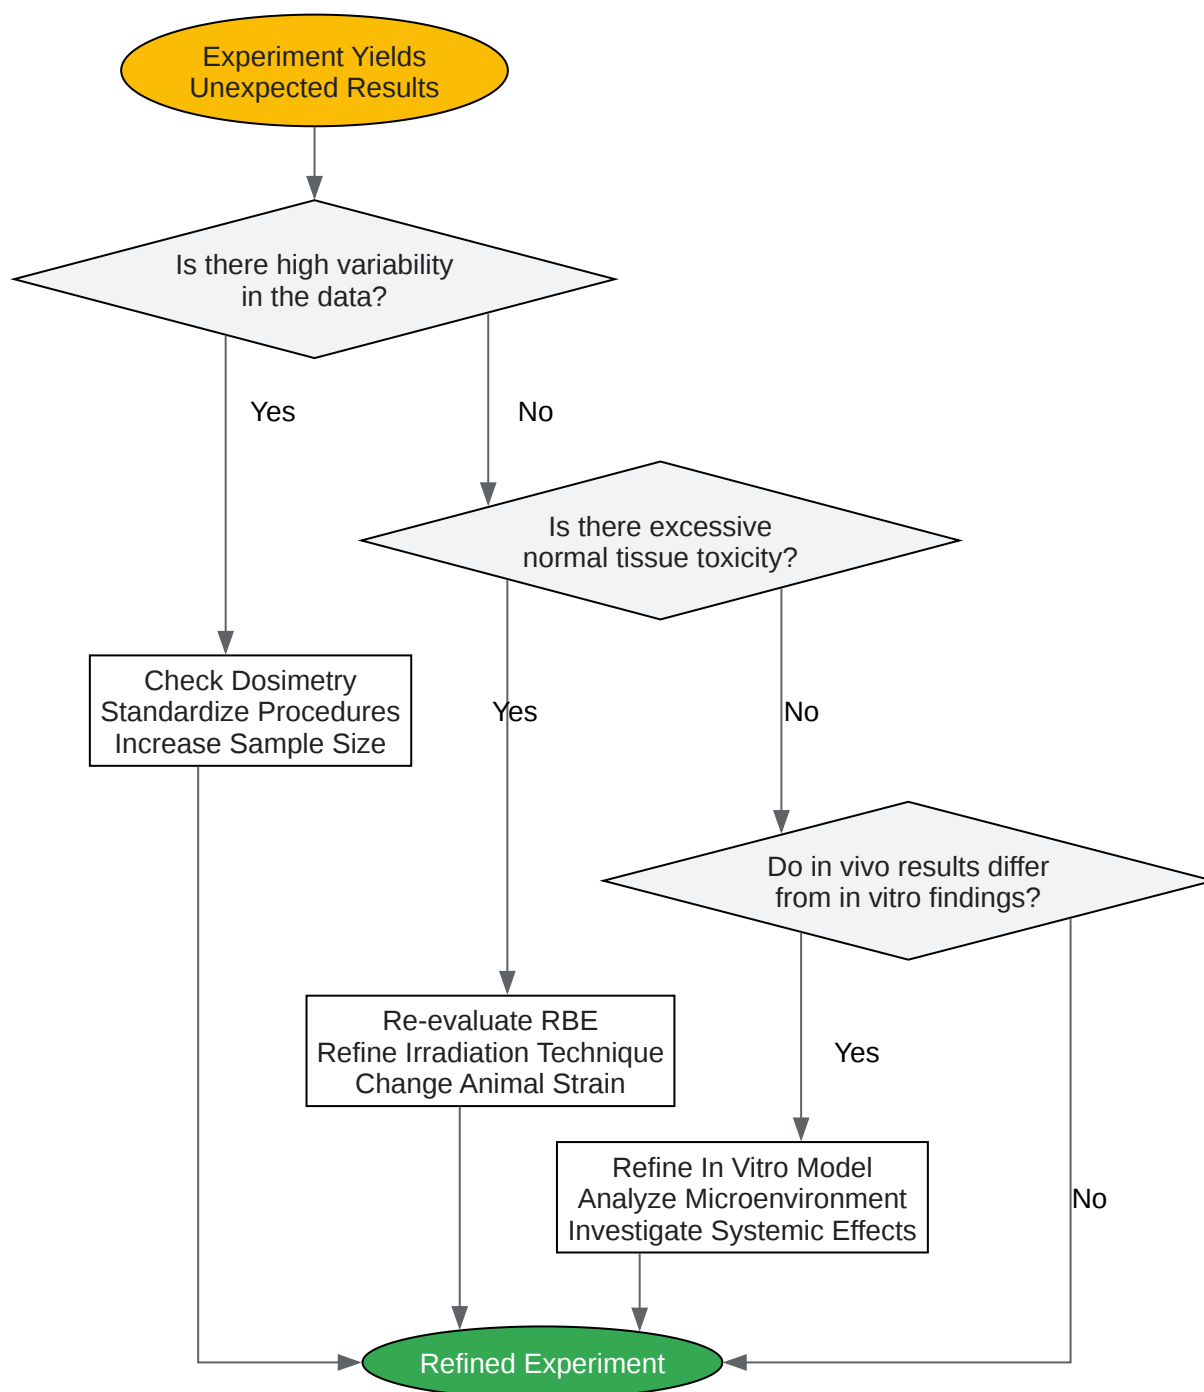 Experiment Yields
Unexpected Results
Is there high variability
in the data?
Yes
No
Is there excessive
normal tissue toxicity?
Check Dosimetry
Standardize Procedures
Increase Sample Size
Yes
No
Do in vivo results differ
from in vitro findings?
Re-evaluate RBE
Refine Irradiation Technique
Change Animal Strain
Yes
Refine In Vitro Model
Analyze Microenvironment
Investigate Systemic Effects
No
Refined Experiment